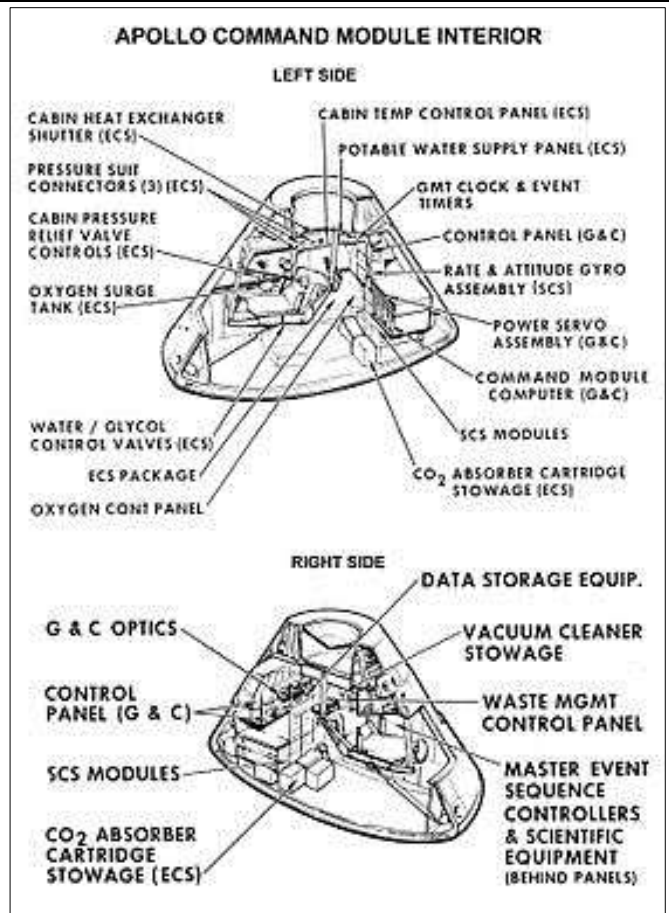 APOLLO COMMAND MODULE INTERIOR
LEFT SIDE
CABIN HEAT EXCHANGER
SHUTTER (ECS)
PRESSURE SUIT
CONNECTORS (3) (ECS)
CABIN PRESSURE
RELIEF VALVE
CONTROLS (ECS)
OXYGEN SURGE
TANK (ECS)
WATER / GLYCOL
CONTROL VALVES (ECS)
ECS PACKAGE
OXYGEN CONT PANEL
CABIN TEMP CONTROL PANEL (ECS)
POTABLE WATER SUPPLY PANEL (ECS)
GMT CLOCK & EVENT
TIMERS
CONTROL PANEL (G&C)
RATE & ATTITUDE GYRO
ASSEMBLY (SCS)
POWER SERVO
ASSEMBLY (G&C)
COMMAND MODULE
COMPUTER (G&C)
SCS MODULES
CO2 ABSORBER CARTRIDGE
STOWAGE (ECS)
RIGHT SIDE
G & C OPTICS
CONTROL
PANEL (G & C)
SCS MODULES
CO2 ABSORBER
CARTRIDGE
STOWAGE (ECS)
DATA STORAGE EQUIP.
VACUUM CLEANER
STOWAGE
WASTE MGMT
CONTROL PANEL
MASTER EVENT
SEQUENCE
CONTROLLERS
& SCIENTIFIC
EQUIPMENT
(BEHIND PANELS)